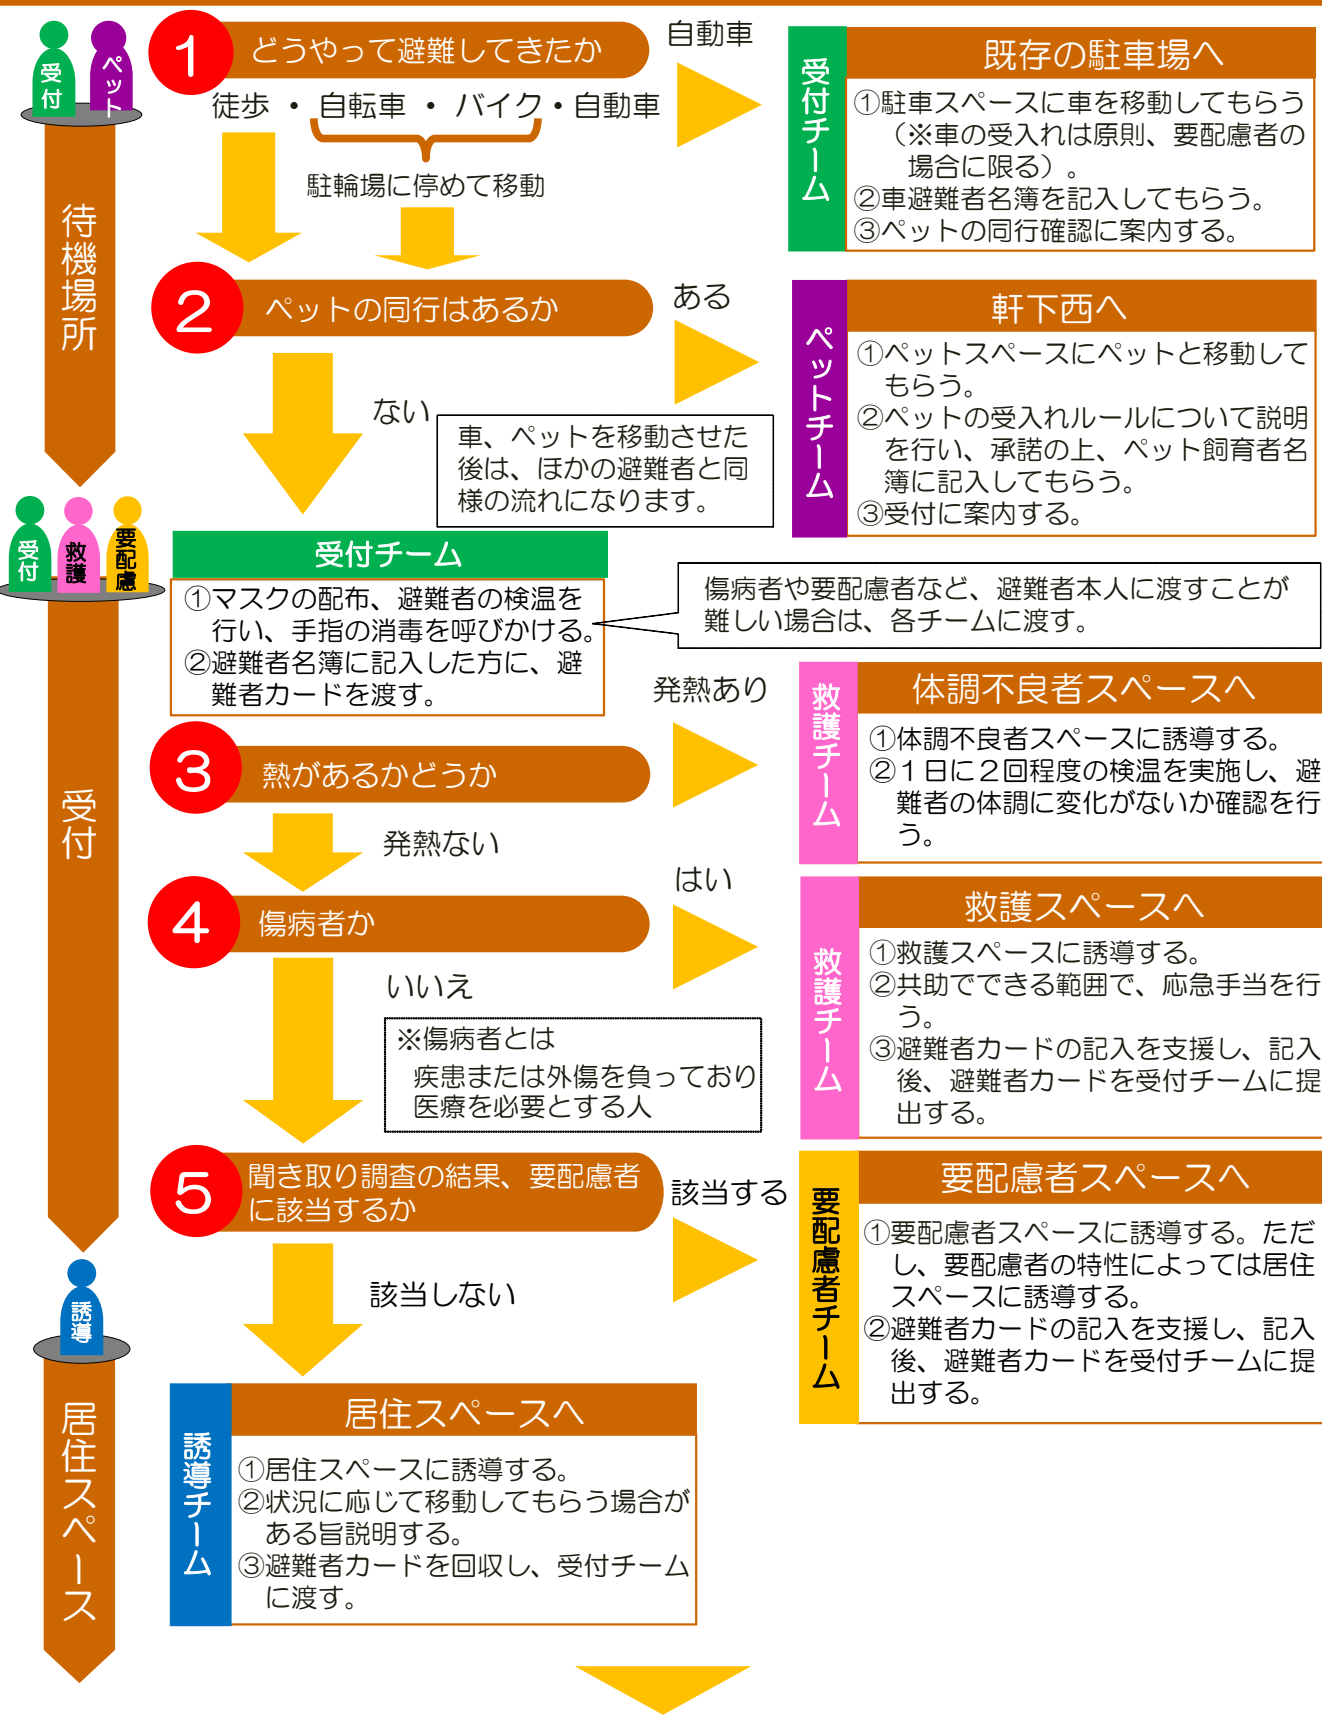 受付
ペット
待機場所
1
どうやって避難してきたか
自動車
徒歩 ・ 自転車 ・ バイク・自動車
駐輪場に停めて移動
受付チーム
既存の駐車場へ
①駐車スペースに車を移動してもらう
（※車の受入れは原則、要配慮者の
場合に限る）。
②車避難者名簿を記入してもらう。
③ペットの同行確認に案内する。
2
ペットの同行はあるか
ある
ない
車、ペットを移動させた
後は、ほかの避難者と同
様の流れになります。
ペットチーム
軒下西へ
①ペットスペースにペットと移動して
もらう。
②ペットの受入れルールについて説明
を行い、承諾の上、ペット飼育者名
簿に記入してもらう。
③受付に案内する。
受付
救護
要配慮
受付
受付チーム
①マスクの配布、避難者の検温を
行い、手指の消毒を呼びかける。
②避難者名簿に記入した方に、避
難者カードを渡す。
傷病者や要配慮者など、避難者本人に渡すことが
難しい場合は、各チームに渡す。
3
熱があるかどうか
発熱あり
発熱ない
救護チーム
体調不良者スペースへ
①体調不良者スペースに誘導する。
②１日に２回程度の検温を実施し、避
難者の体調に変化がないか確認を行
う。
4
傷病者か
はい
いいえ
※傷病者とは
疾患または外傷を負っており
医療を必要とする人
救護チーム
救護スペースへ
①救護スペースに誘導する。
②共助でできる範囲で、応急手当を行
う。
③避難者カードの記入を支援し、記入
後、避難者カードを受付チームに提
出する。
5
聞き取り調査の結果、要配慮者
に該当するか
該当する
該当しない
要配慮者チーム
要配慮者スペースへ
①要配慮者スペースに誘導する。ただ
し、要配慮者の特性によっては居住
スペースに誘導する。
②避難者カードの記入を支援し、記入
後、避難者カードを受付チームに提
出する。
誘導
居住スペース
誘導チーム
居住スペースへ
①居住スペースに誘導する。
②状況に応じて移動してもらう場合が
ある旨説明する。
③避難者カードを回収し、受付チーム
に渡す。